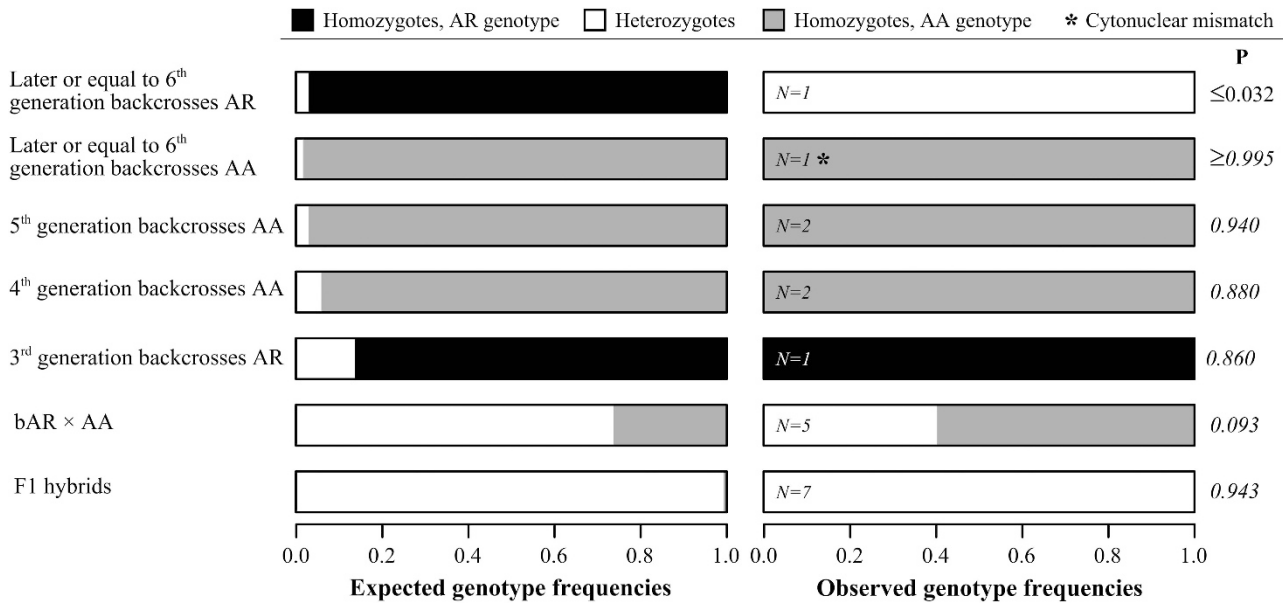 Homozygotes, AR genotype Heterozygotes Homozygotes, AA genotype * Cytonuclear mismatch
P
Later or equal to 6th
generation backcrosses AR
N=1
≤0.032
Later or equal to 6th
generation backcrosses AA
N=1 *
≥0.995
5th generation backcrosses AA
N=2
0.940
4th generation backcrosses AA
N=2
0.880
3rd generation backcrosses AR
N=1
0.860
bAR × AA
N=5
0.093
F1 hybrids
N=7
0.943
0.0 0.2 0.4 0.6 0.8 1.0
0.0 0.2 0.4 0.6 0.8 1.0
Expected genotype frequencies
Observed genotype frequencies